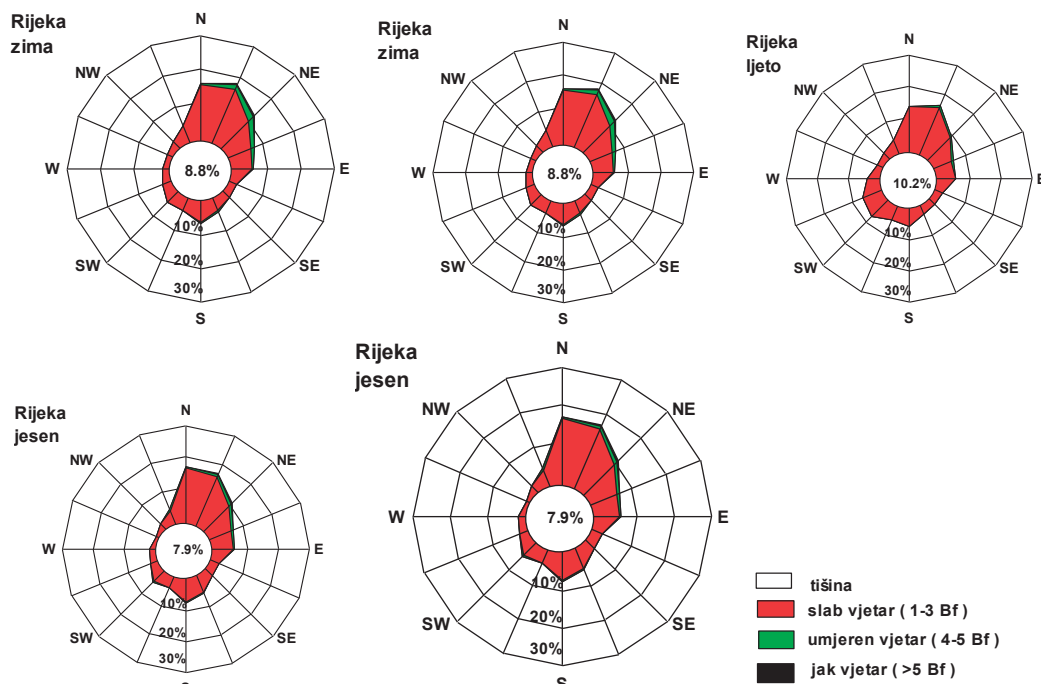 Rijeka
zima
N
NW
NE
W
8.8%
E
10%
20%
30%
SW
SE
S
Rijeka
zima
N
NW
NE
W
8.8%
E
10%
20%
30%
SW
SE
S
Rijeka
ljeto
N
NW
NE
W
10.2%
E
10%
20%
30%
SW
SE
S
Rijeka
jesen
N
NW
NE
W
7.9%
E
10%
20%
30%
SW
SE
S
Rijeka
jesen
N
NW
NE
W
7.9%
E
10%
20%
30%
SW
SE
S
tišina
slab vjetar ( 1-3 Bf )
umjeren vjetar ( 4-5 Bf )
jak vjetar ( >5 Bf )